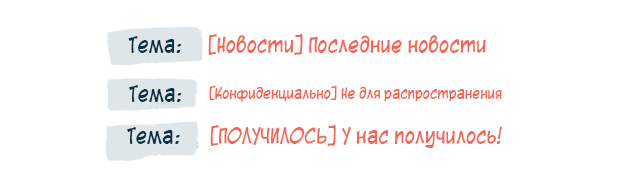 Тема: [Новости] Последние новости
Тема: [Конфиденциально] Не для распространения
Тема: [ПОЛУЧИЛОСЬ] У нас получилось!